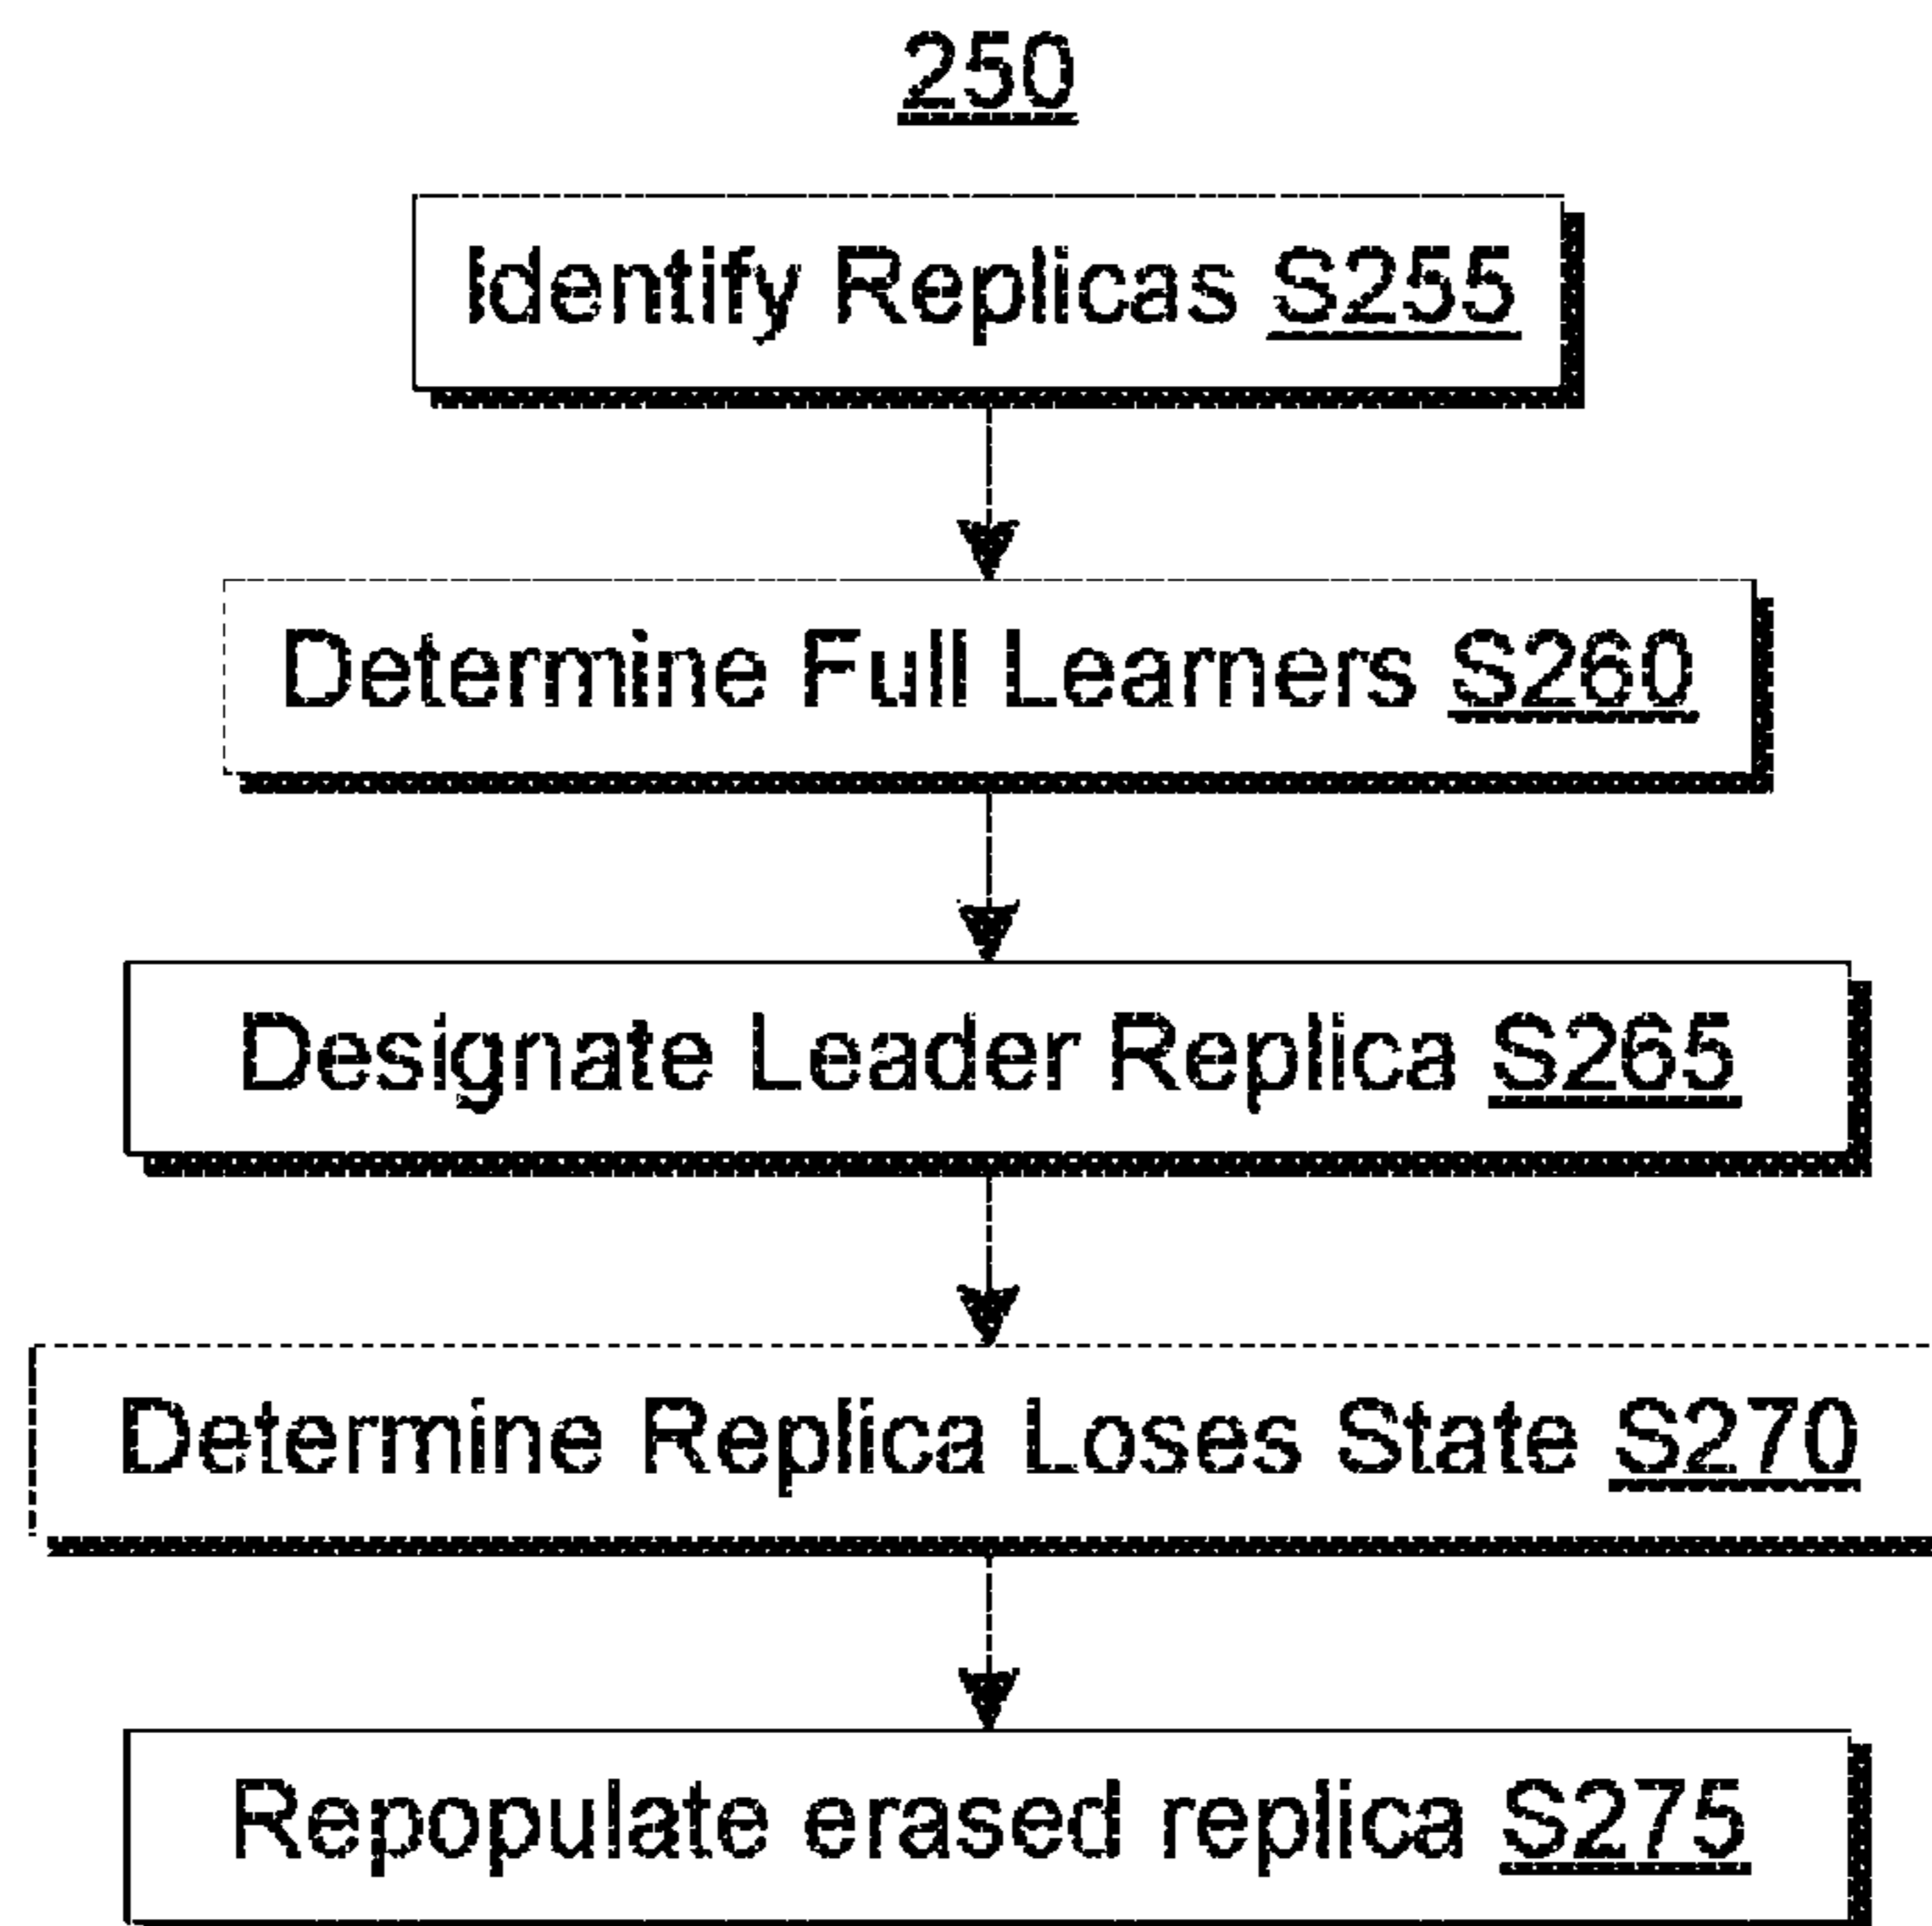 250
Identify Replicas S255
Determine Full Learners S260
Designate Leader Replica S265
Determine Replica Loses State S270
Repopulate erased replica S275